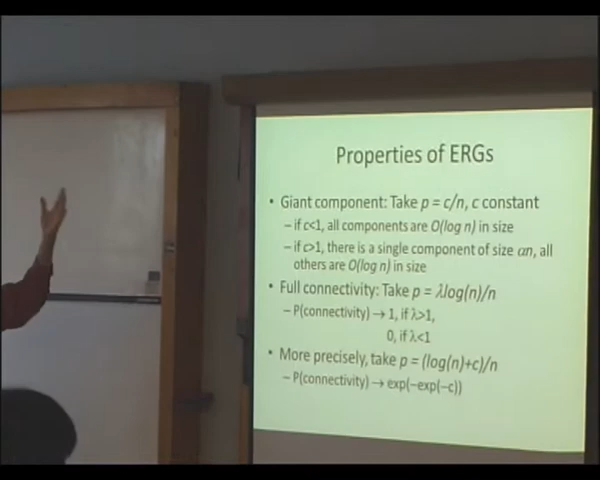 Properties of ERGs
• Giant component: Take p = c/n, c constant
– if c<1, all components are O(log n) in size
– if c>1, there is a single component of size αn, all
others are O(log n) in size
• Full connectivity: Take p = λlog(n)/n
– P(connectivity) → 1, if λ>1,
0, if λ<1
• More precisely, take p = (log(n)+c)/n
– P(connectivity) → exp(−exp(−c))